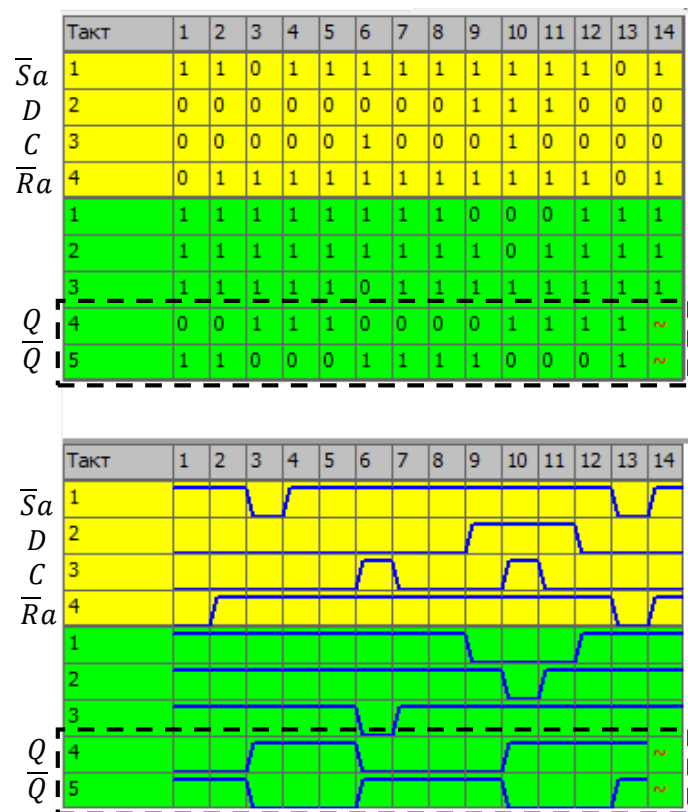 Такт 1 2 3 4 5 6 7 8 9 10 11 12 13 14
S̅a 1 1 1 0 1 1 1 1 1 1 1 1 1 0 1
D 2 0 0 0 0 0 0 0 0 1 1 1 0 0 0
C 3 0 0 0 0 0 1 0 0 0 1 0 0 0 0
R̅a 4 0 1 1 1 1 1 1 1 1 1 1 1 0 1
1 1 1 1 1 1 1 1 1 0 0 0 1 1 1
2 1 1 1 1 1 1 1 1 1 0 1 1 1 1
3 1 1 1 1 1 0 1 1 1 1 1 1 1 1
Q 4 0 0 1 1 1 0 0 0 0 1 1 1 1 ~
Q̅ 5 1 1 0 0 0 1 1 1 1 0 0 0 1 ~
Такт 1 2 3 4 5 6 7 8 9 10 11 12 13 14
S̅a 1
D 2
C 3
R̅a 4
1
2
3
Q 4 ~
Q̅ 5 ~